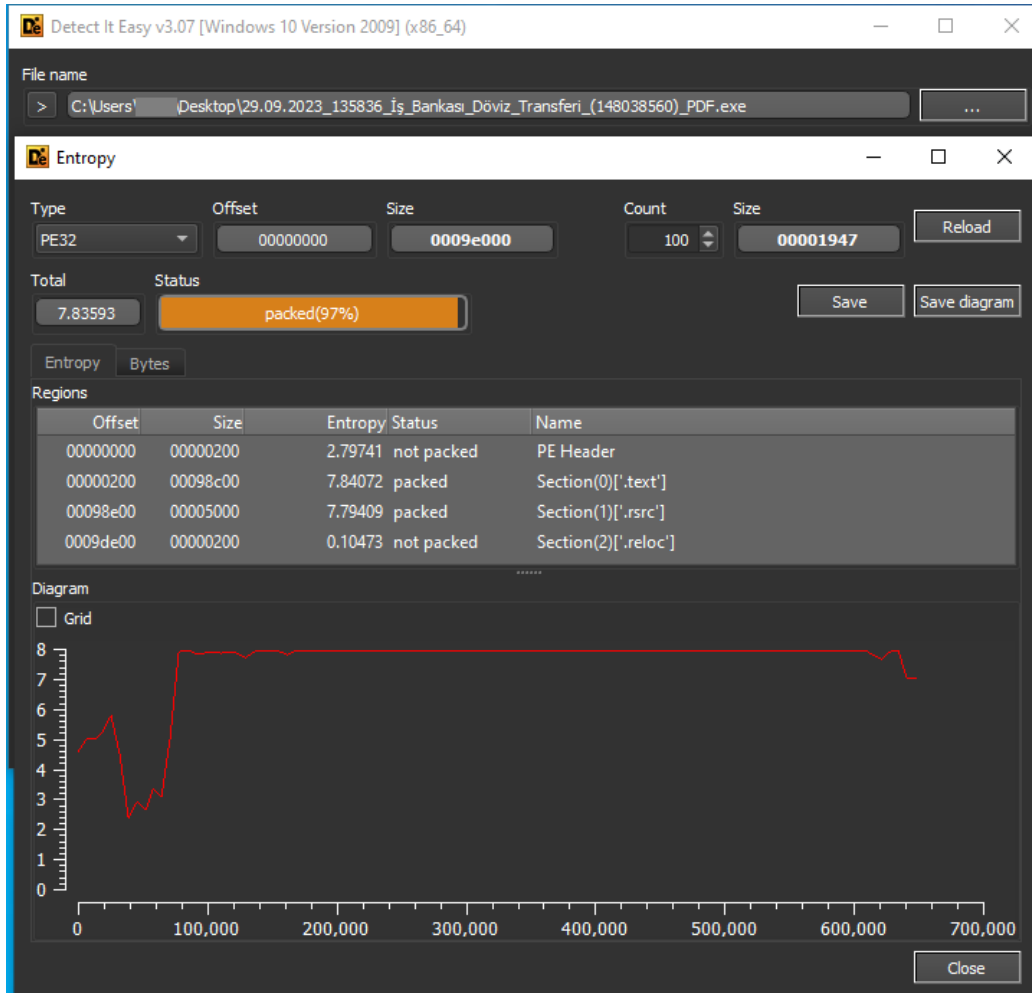 Detect It Easy v3.07 [Windows 10 Version 2009] (x86_64)
File name
> C:\Users\ \Desktop\29.09.2023_135836_İş_Bankası_Döviz_Transferi_(148038560)_PDF.exe ...
Entropy
Type Offset Size Count Size
PE32 00000000 0009e000 100 00001947 Reload
Total Status
7.83593 packed(97%) Save Save diagram
Entropy Bytes
Regions
Offset Size Entropy Status Name
00000000 00000200 2.79741 not packed PE Header
00000200 00098c00 7.84072 packed Section(0)['.text']
00098e00 00005000 7.79409 packed Section(1)['.rsrc']
0009de00 00000200 0.10473 not packed Section(2)['.reloc']
Diagram
Grid
8
7
6
5
4
3
2
1
0
0 100,000 200,000 300,000 400,000 500,000 600,000 700,000
Close